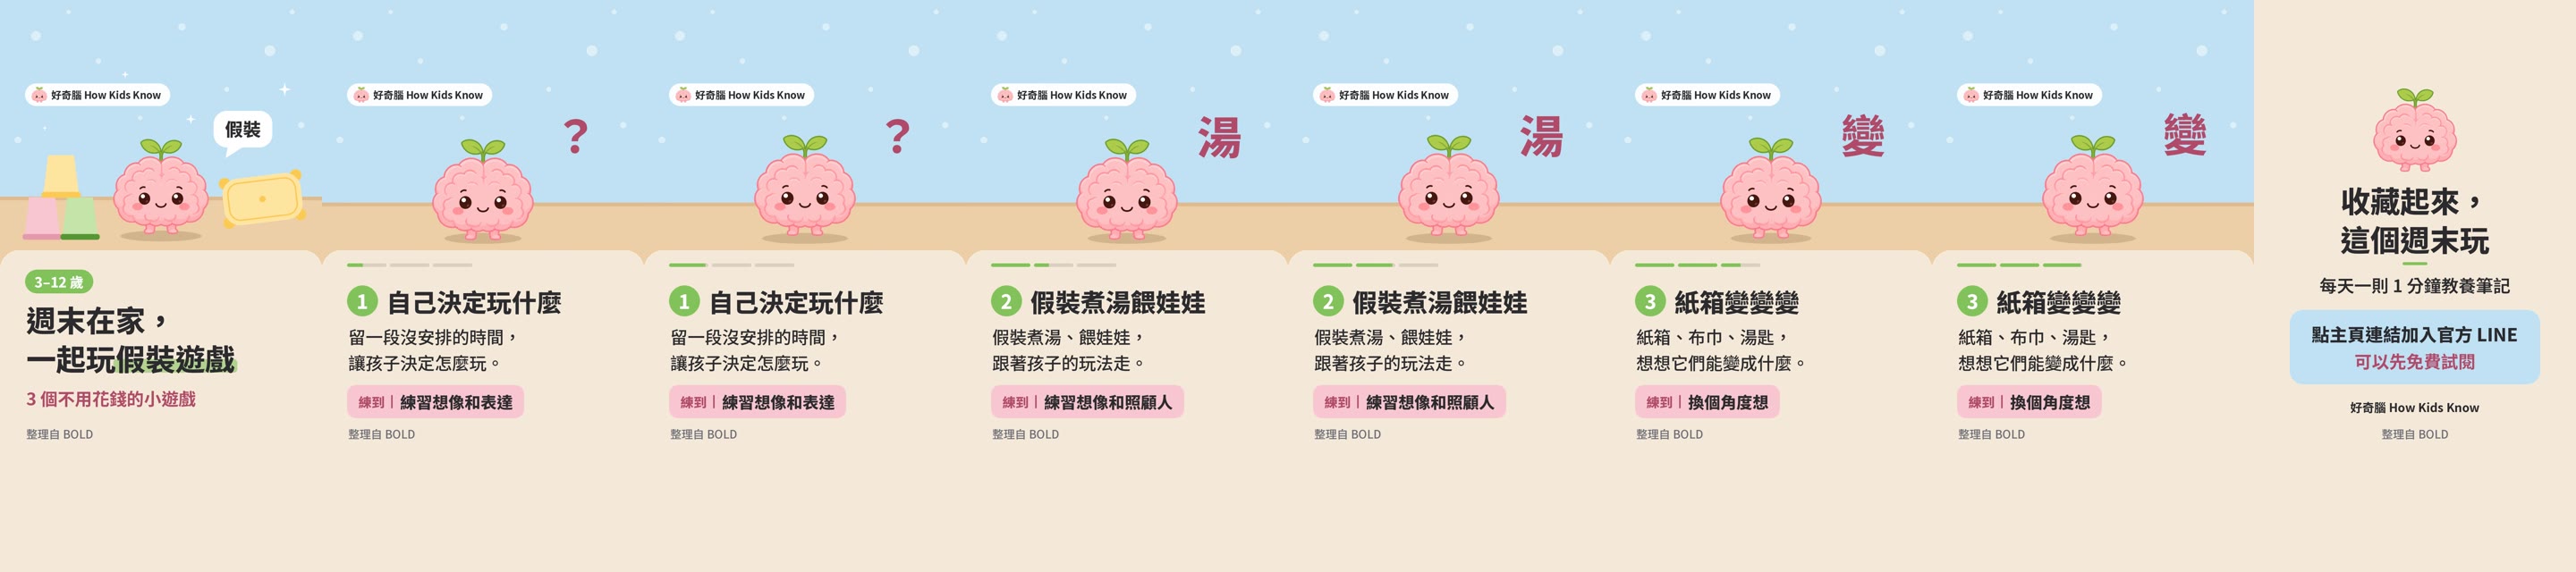 好奇腦 How Kids Know
假裝
3–12 歲
週末在家，
一起玩假裝遊戲
3 個不用花錢的小遊戲
整理自 BOLD
好奇腦 How Kids Know
？
1 自己決定玩什麼
留一段沒安排的時間，
讓孩子決定怎麼玩。
練到｜練習想像和表達
整理自 BOLD
好奇腦 How Kids Know
？
1 自己決定玩什麼
留一段沒安排的時間，
讓孩子決定怎麼玩。
練到｜練習想像和表達
整理自 BOLD
好奇腦 How Kids Know
湯
2 假裝煮湯餵娃娃
假裝煮湯、餵娃娃，
跟著孩子的玩法走。
練到｜練習想像和照顧人
整理自 BOLD
好奇腦 How Kids Know
湯
2 假裝煮湯餵娃娃
假裝煮湯、餵娃娃，
跟著孩子的玩法走。
練到｜練習想像和照顧人
整理自 BOLD
好奇腦 How Kids Know
變
3 紙箱變變變
紙箱、布巾、湯匙，
想想它們能變成什麼。
練到｜換個角度想
整理自 BOLD
好奇腦 How Kids Know
變
3 紙箱變變變
紙箱、布巾、湯匙，
想想它們能變成什麼。
練到｜換個角度想
整理自 BOLD
收藏起來，
這個週末玩
每天一則 1 分鐘教養筆記
點主頁連結加入官方 LINE
可以先免費試閱
好奇腦 How Kids Know
整理自 BOLD